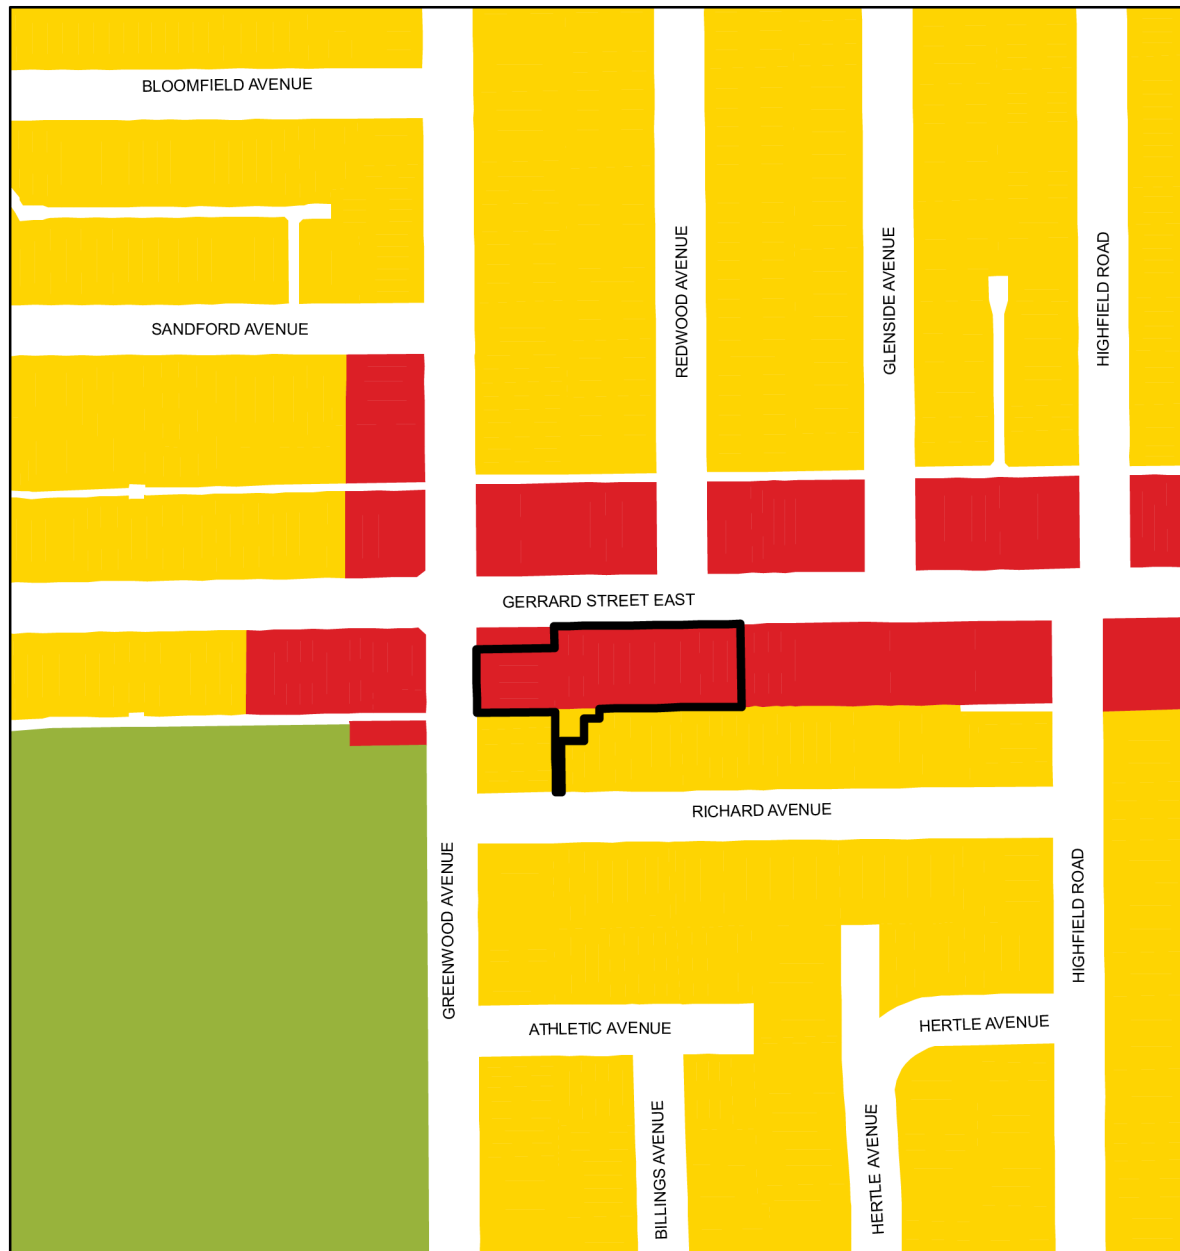 BLOOMFIELD AVENUE
SANDFORD AVENUE
REDWOOD AVENUE
GLENSIDE AVENUE
HIGHFIELD ROAD
GERRARD STREET EAST
RICHARD AVENUE
GREENWOOD AVENUE
HIGHFIELD ROAD
ATHLETIC AVENUE
HERTLE AVENUE
BILLINGS AVENUE
HERTLE AVENUE